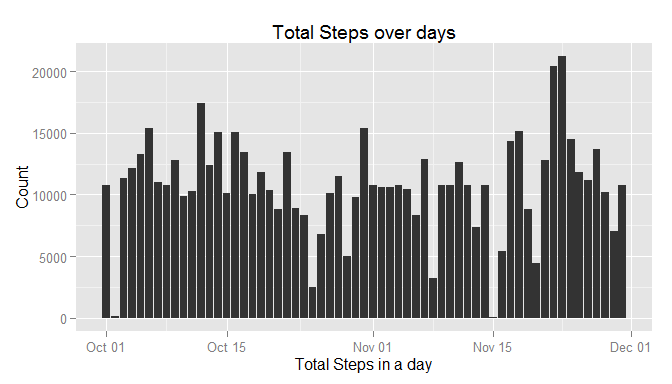 Total Steps over days
Count
20000
15000
10000
5000
0
Oct 01 Oct 15 Nov 01 Nov 15 Dec 01
Total Steps in a day